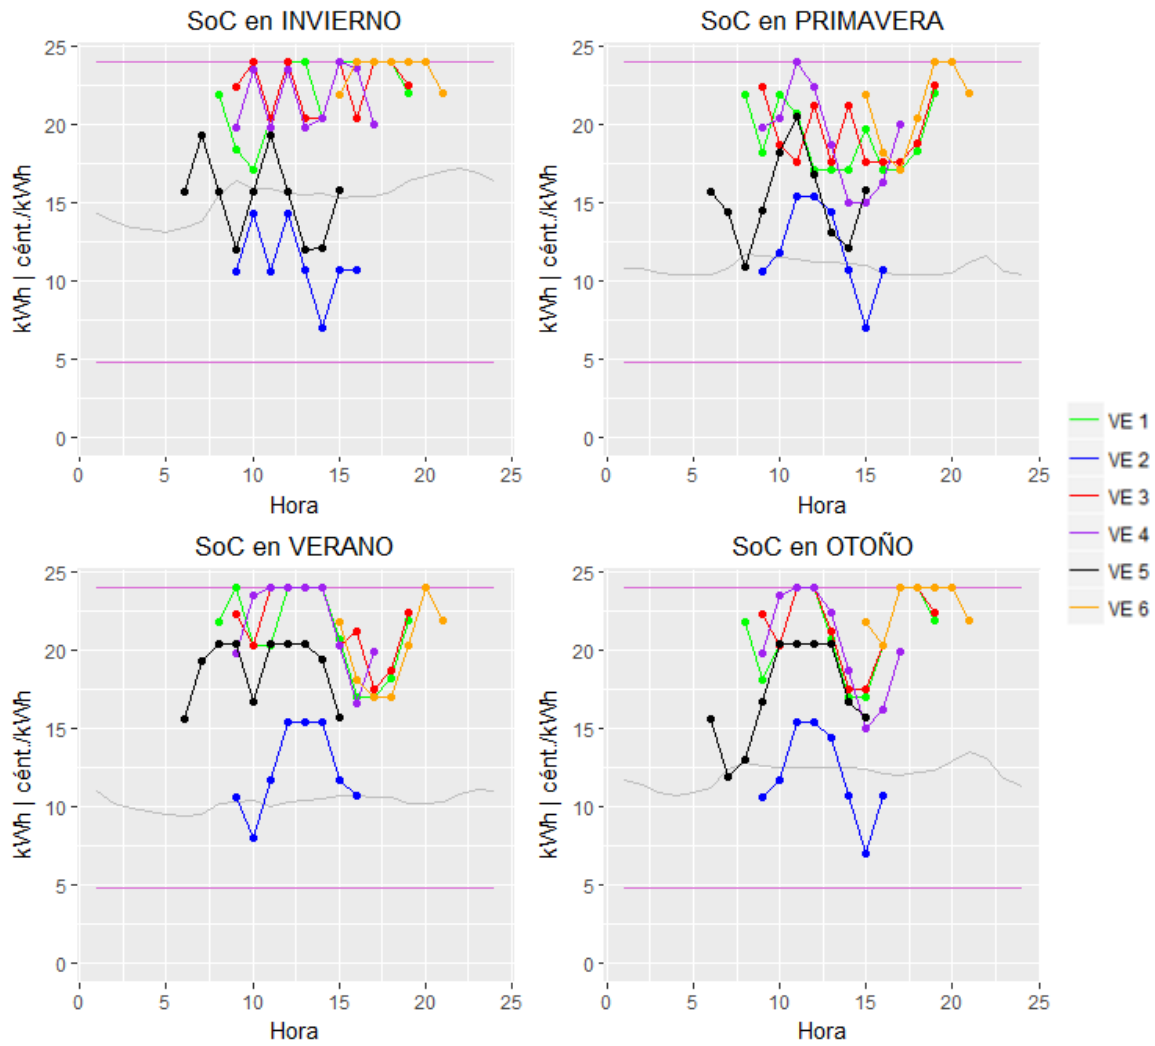 SoC en INVIERNO
25
20
15
10
5
0
kWh | cént./kWh
0 5 10 15 20 25
Hora
SoC en PRIMAVERA
25
20
15
10
5
0
kWh | cént./kWh
0 5 10 15 20 25
Hora
SoC en VERANO
25
20
15
10
5
0
kWh | cént./kWh
0 5 10 15 20 25
Hora
SoC en OTOÑO
25
20
15
10
5
0
kWh | cént./kWh
0 5 10 15 20 25
Hora
VE 1
VE 2
VE 3
VE 4
VE 5
VE 6